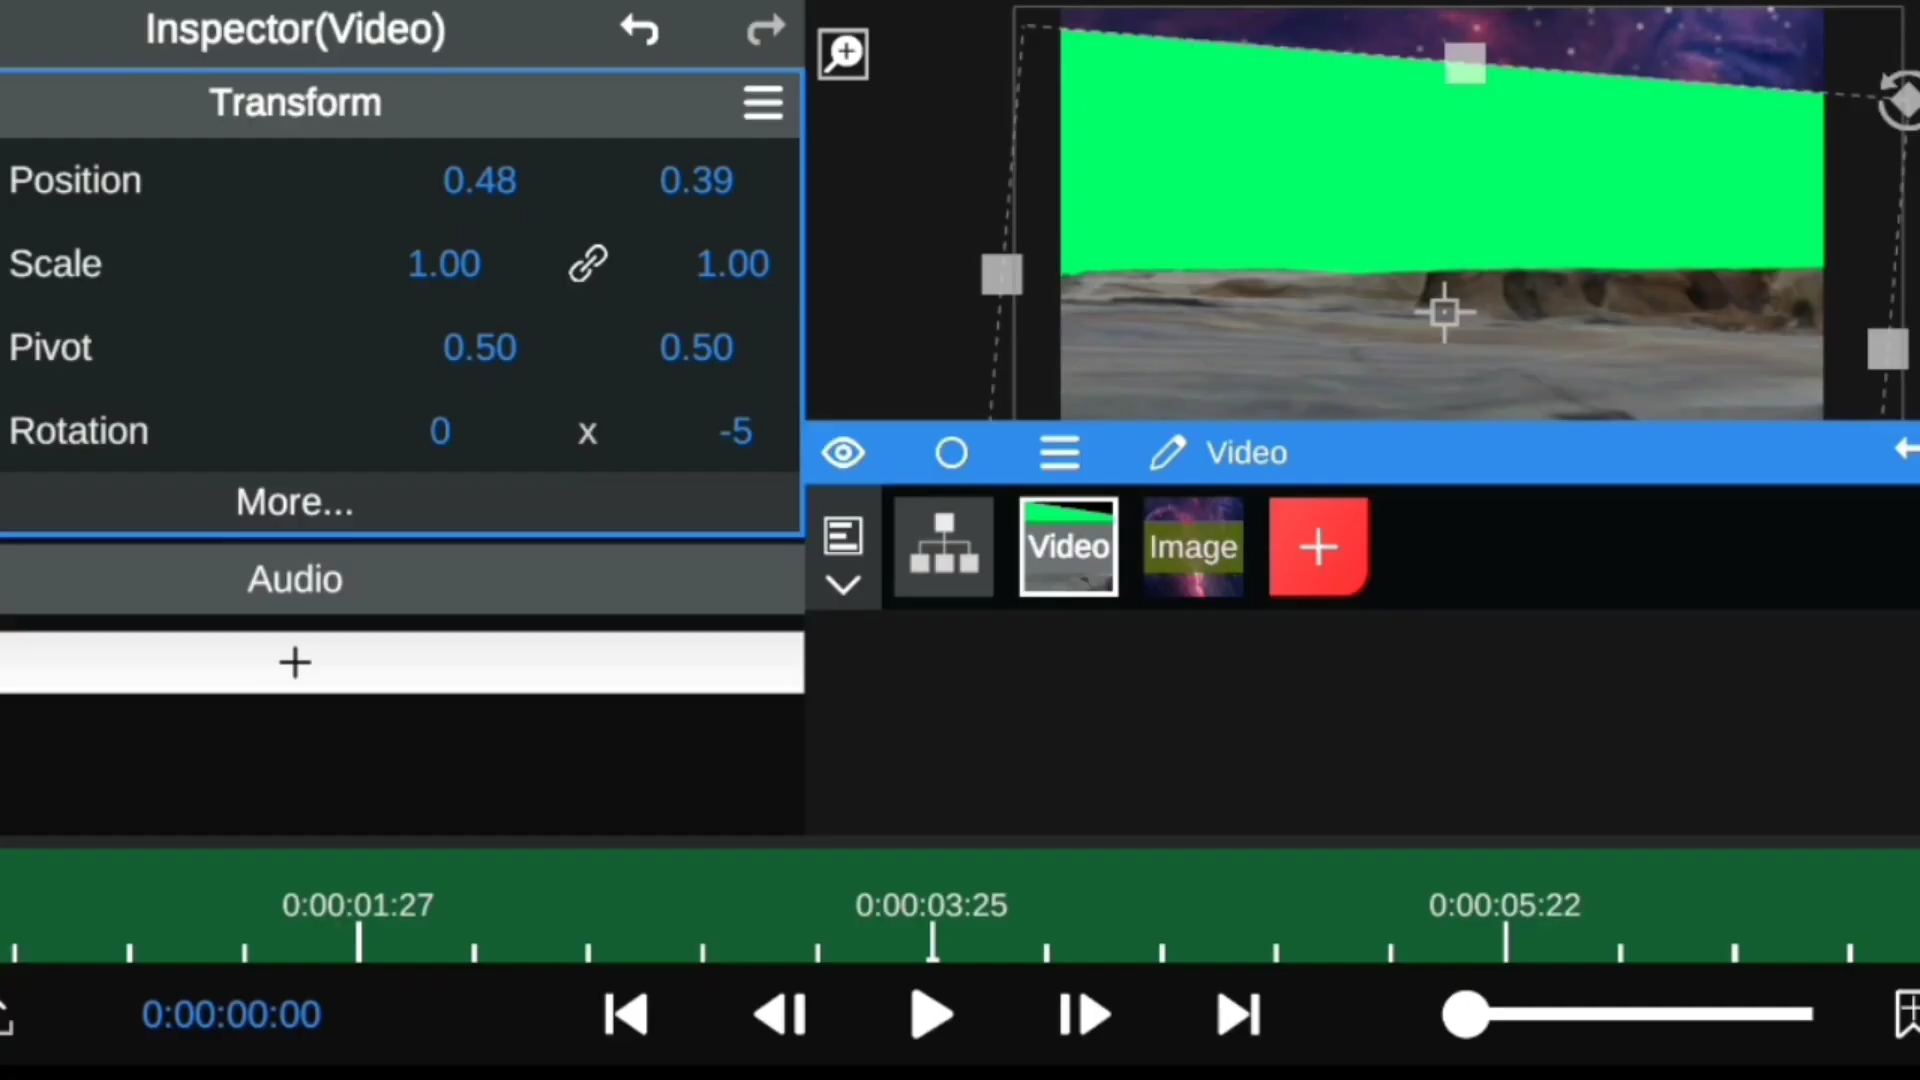 Inspector(Video)
Transform
Position 0.48 0.39
Scale 1.00 1.00
Pivot 0.50 0.50
Rotation 0 x -5
More...
Audio
+
Video
Video Image +
0:00:01:27 0:00:03:25 0:00:05:22
0:00:00:00